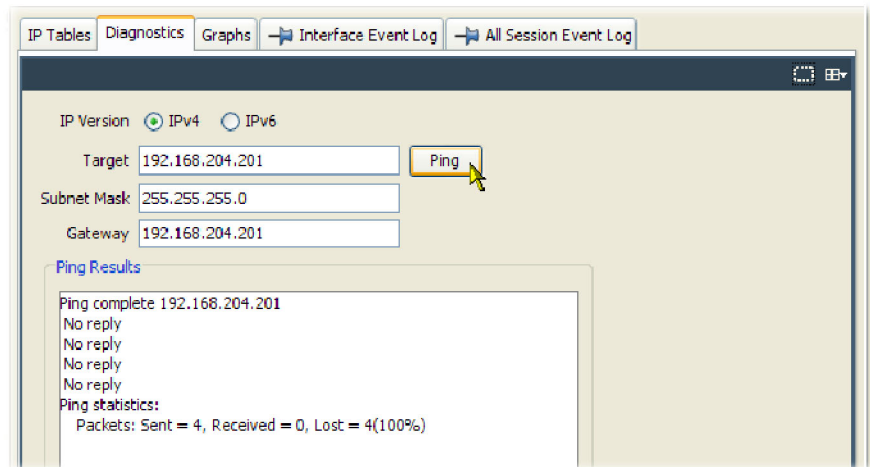 IP Tables Diagnostics Graphs Interface Event Log All Session Event Log
IP Version IPv4 IPv6
Target 192.168.204.201 Ping
Subnet Mask 255.255.255.0
Gateway 192.168.204.201
Ping Results
Ping complete 192.168.204.201
No reply
No reply
No reply
No reply
Ping statistics:
Packets: Sent = 4, Received = 0, Lost = 4(100%)